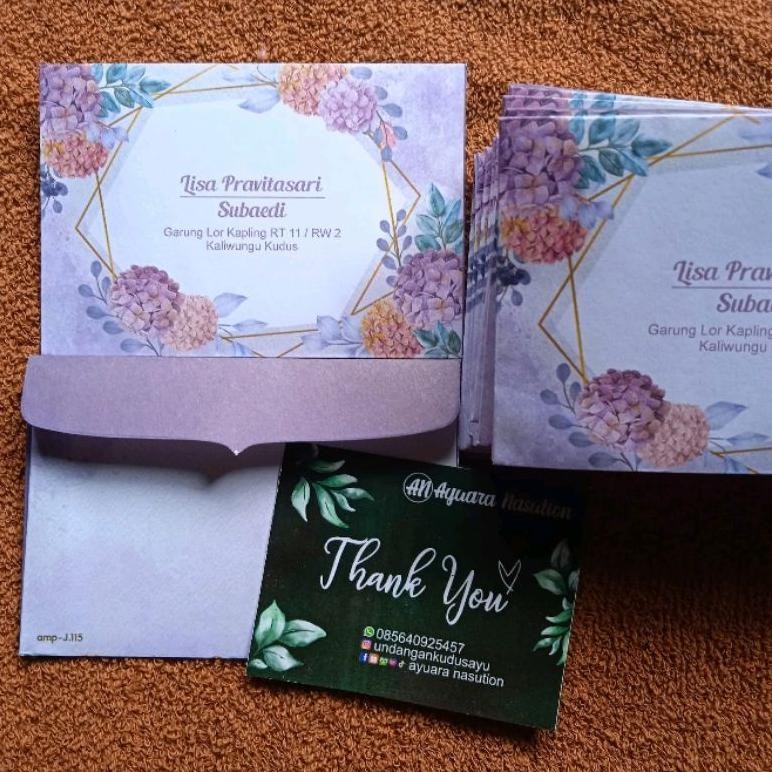 Lisa Pravitasari
Subaedi
Garung Lor Kapling RT 11 / RW 2
Kaliwungu Kudus
Lisa Prav
Subae
Garung Lor Kapling
Kaliwungu
amp-J.115
AN Ayuara Nasution
Thank You
085640925457
undangankudusayu
ayuara nasution